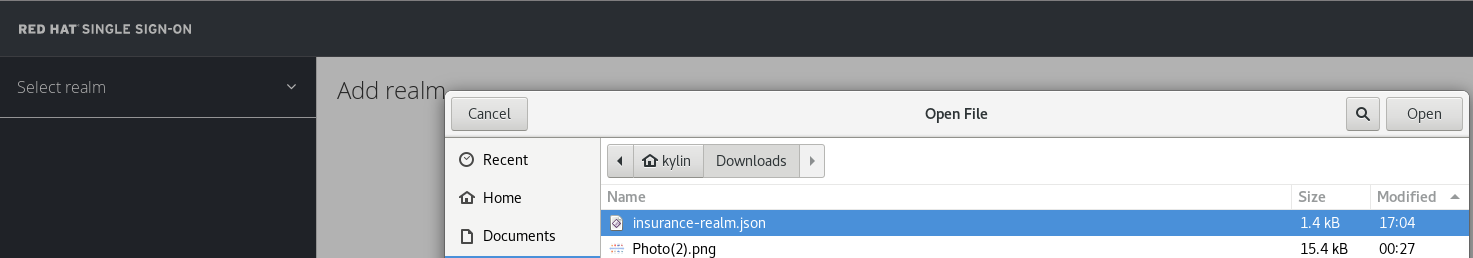 RED HAT® SINGLE SIGN-ON
Select realm
Add realm
Cancel
Open File
Open
Recent
Home
Documents
kylin
Downloads
Name Size Modified
insurance-realm.json 1.4 kB 17:04
Photo(2).png 15.4 kB 00:27